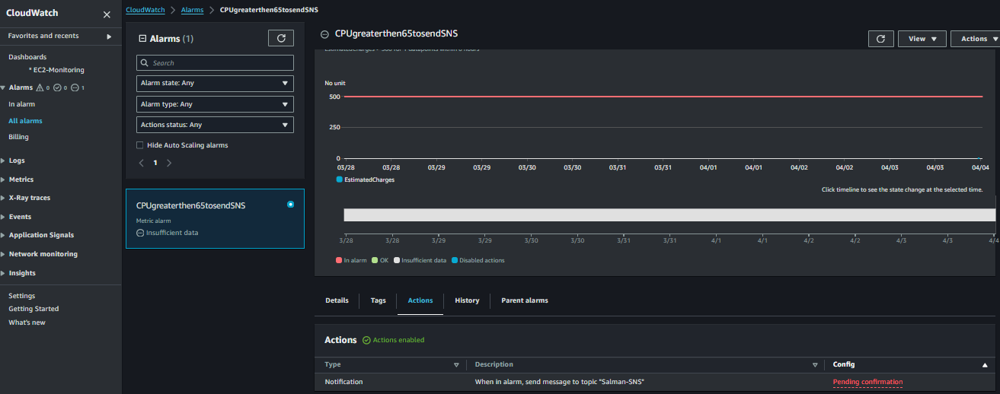 CloudWatch
Favorites and recents
Dashboards
* EC2-Monitoring
Alarms 0 0 1
In alarm
All alarms
Billing
Logs
Metrics
X-Ray traces
Events
Application Signals
Network monitoring
Insights
Settings
Getting Started
What's new
CloudWatch > Alarms > CPUgreaterthen65tosendSNS
Alarms (1)
Search
Alarm state: Any
Alarm type: Any
Actions status: Any
Hide Auto Scaling alarms
< 1 >
CPUgreaterthen65tosendSNS
Metric alarm
Insufficient data
CPUgreaterthen65tosendSNS
View
Actions
No unit
500
250
0
03/28 03/28 03/29 03/29 03/30 03/30 03/31 03/31 04/01 04/01 04/02 04/02 04/03 04/03 04/04
EstimatedCharges
Click timeline to see the state change at the selected time.
3/28 3/28 3/29 3/29 3/30 3/30 3/31 3/31 4/1 4/1 4/2 4/2 4/3 4/3 4/4
In alarm OK Insufficient data Disabled actions
Details Tags Actions History Parent alarms
Actions Actions enabled
Type Description Config
Notification When in alarm, send message to topic "Salman-SNS" Pending confirmation